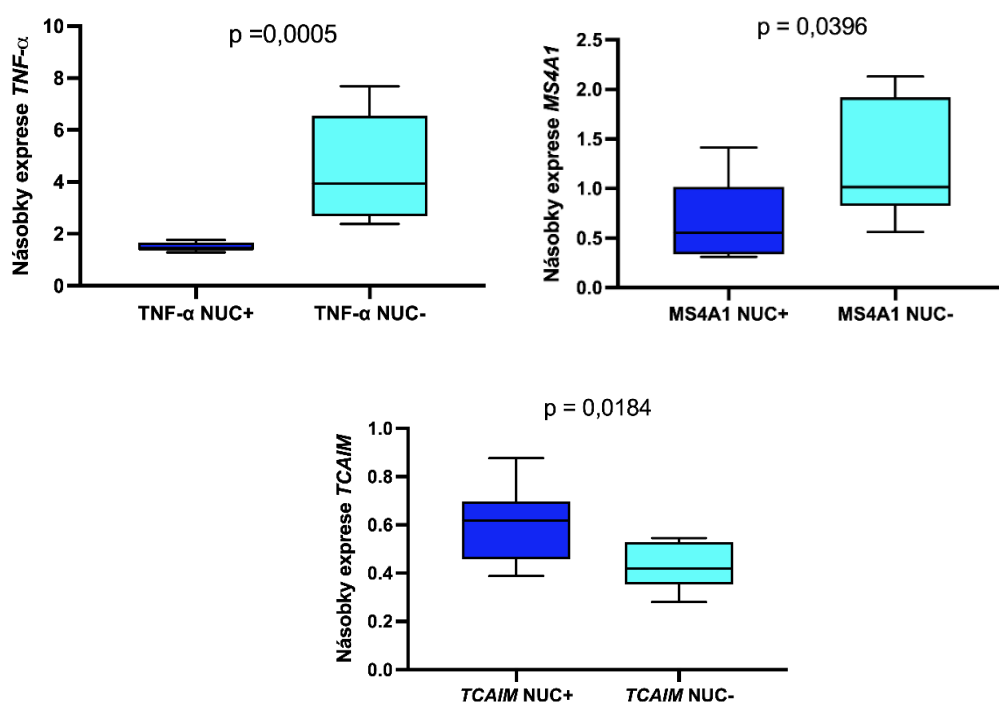 p =0,0005
Násobky exprese TNF-α
10
8
6
4
2
0
TNF-α NUC+
TNF-α NUC-
p = 0,0396
Násobky exprese MS4A1
2.5
2.0
1.5
1.0
0.5
0.0
MS4A1 NUC+
MS4A1 NUC-
p = 0,0184
Násobky exprese TCAIM
1.0
0.8
0.6
0.4
0.2
0.0
TCAIM NUC+
TCAIM NUC-